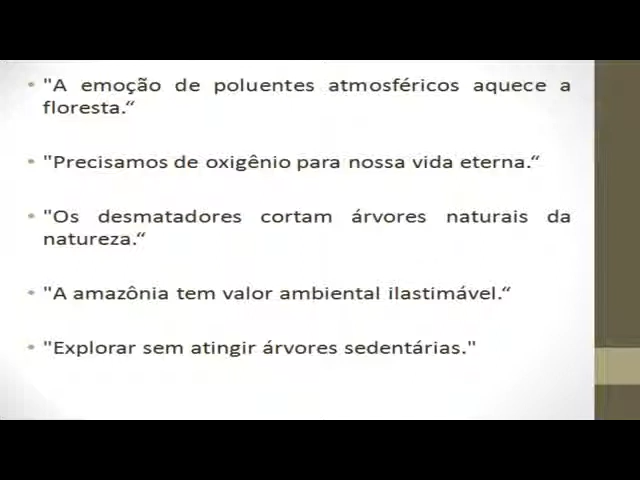 • "A emoção de poluentes atmosféricos aquece a
floresta.“
• "Precisamos de oxigênio para nossa vida eterna.“
• "Os desmatadores cortam árvores naturais da
natureza.“
• "A amazônia tem valor ambiental ilastimável.“
• "Explorar sem atingir árvores sedentárias."